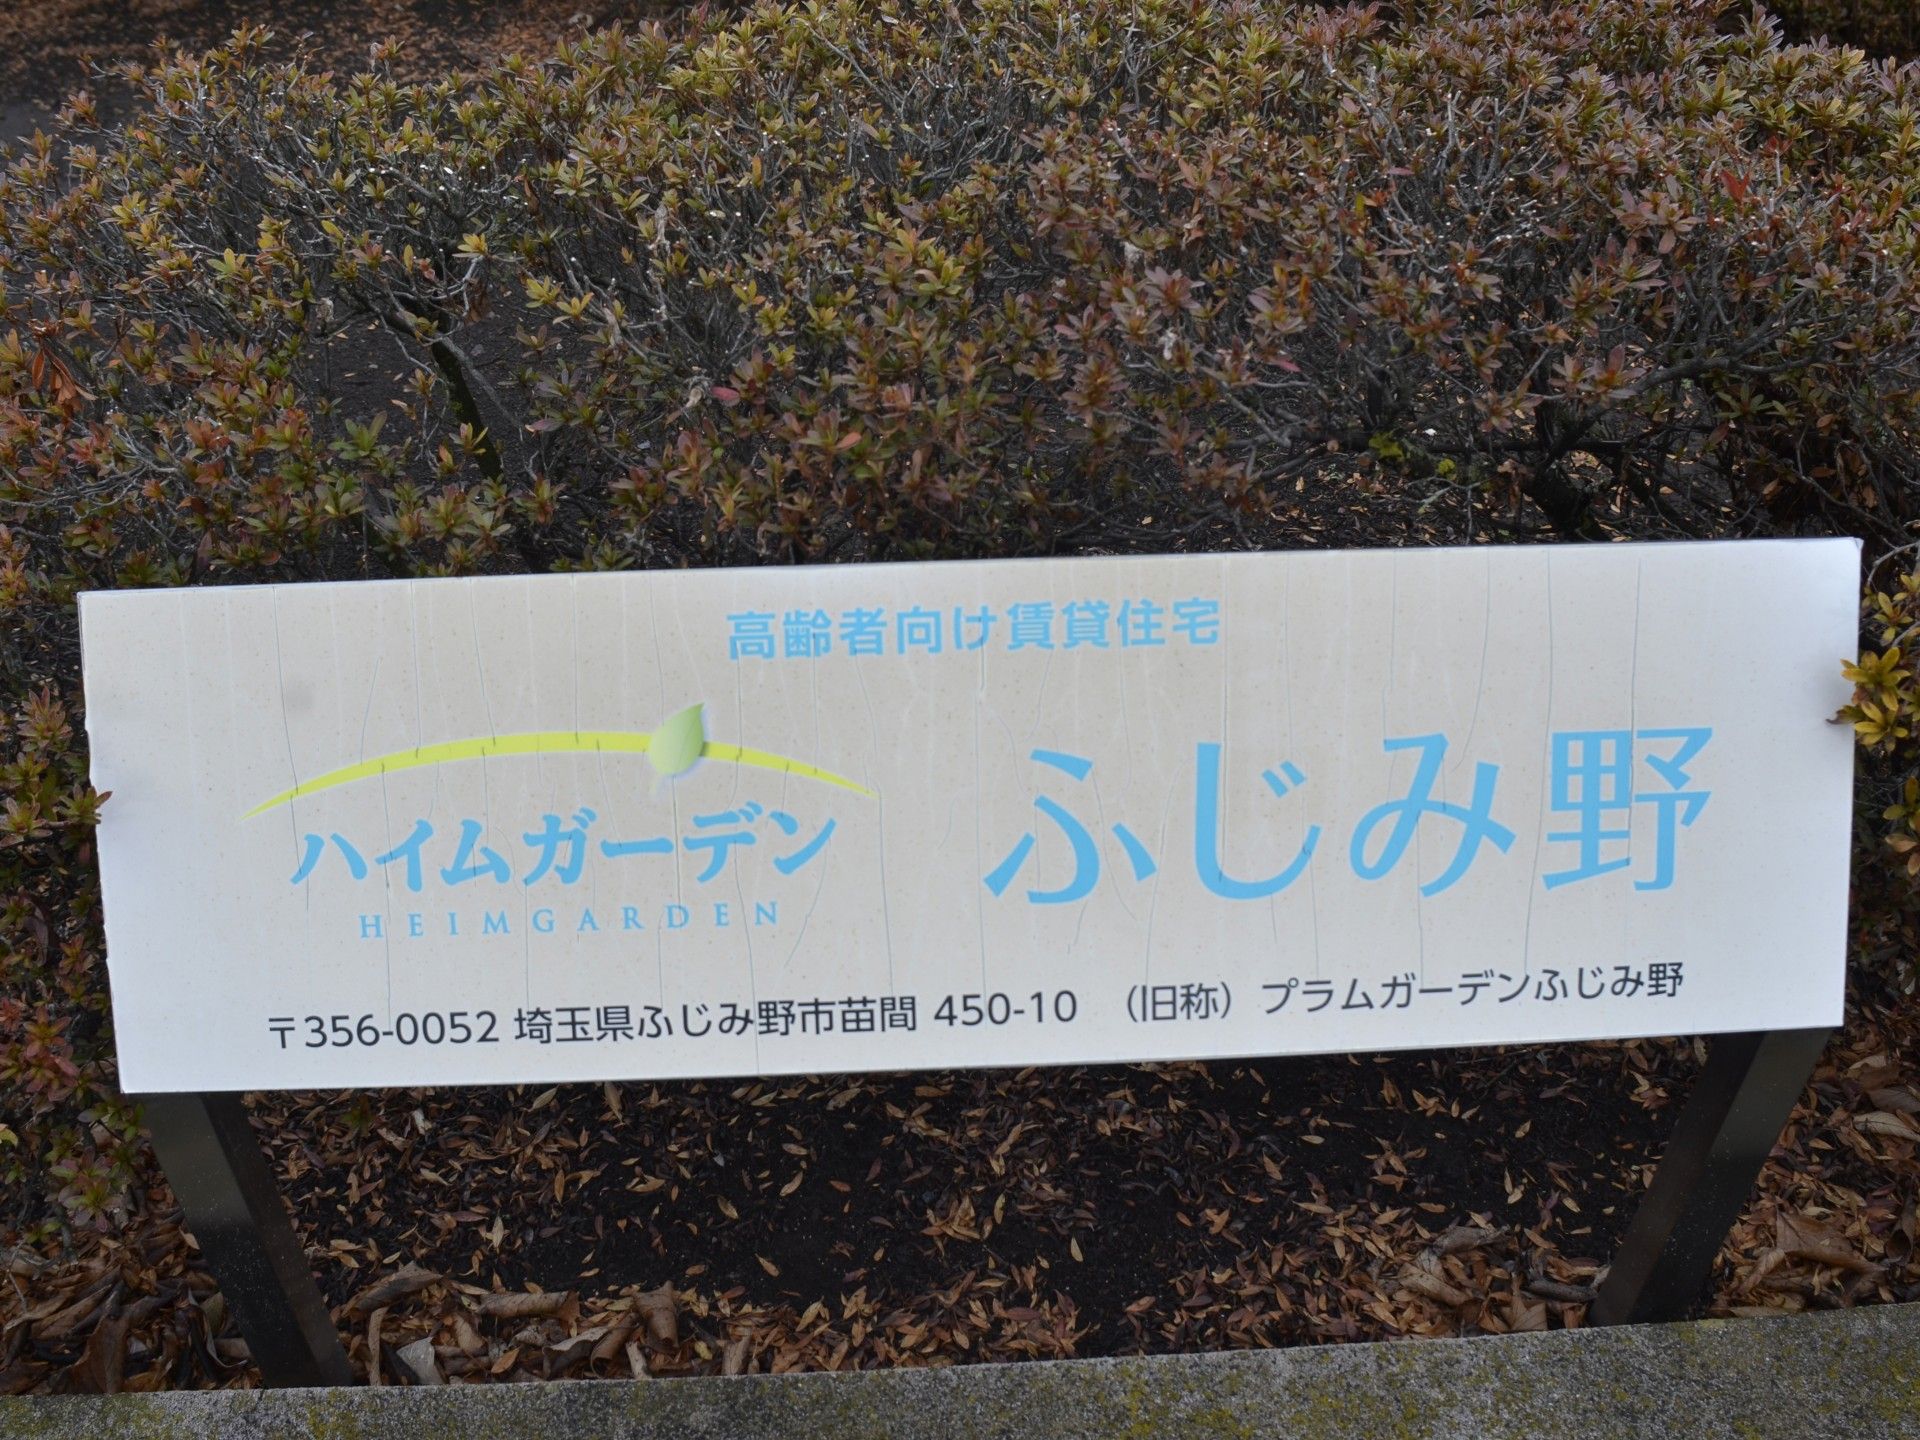 高齢者向け賃貸住宅
ハイムガーデン ふじみ野
HEIMGARDEN
〒356-0052 埼玉県ふじみ野市苗間 450-10 （旧称）プラムガーデンふじみ野